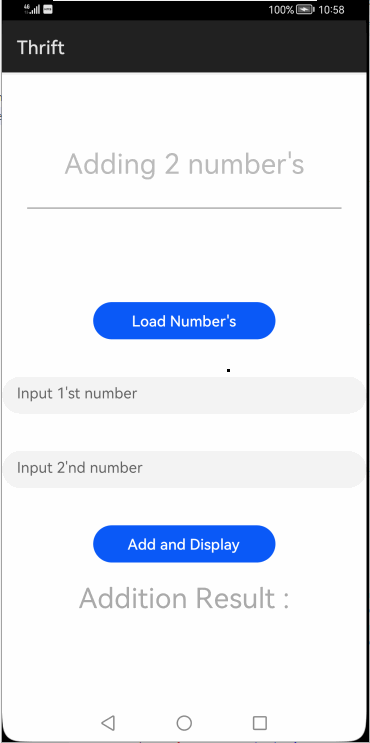 4G 100% 10:58
Thrift
Adding 2 number's
Load Number's
Input 1'st number
Input 2'nd number
Add and Display
Addition Result :